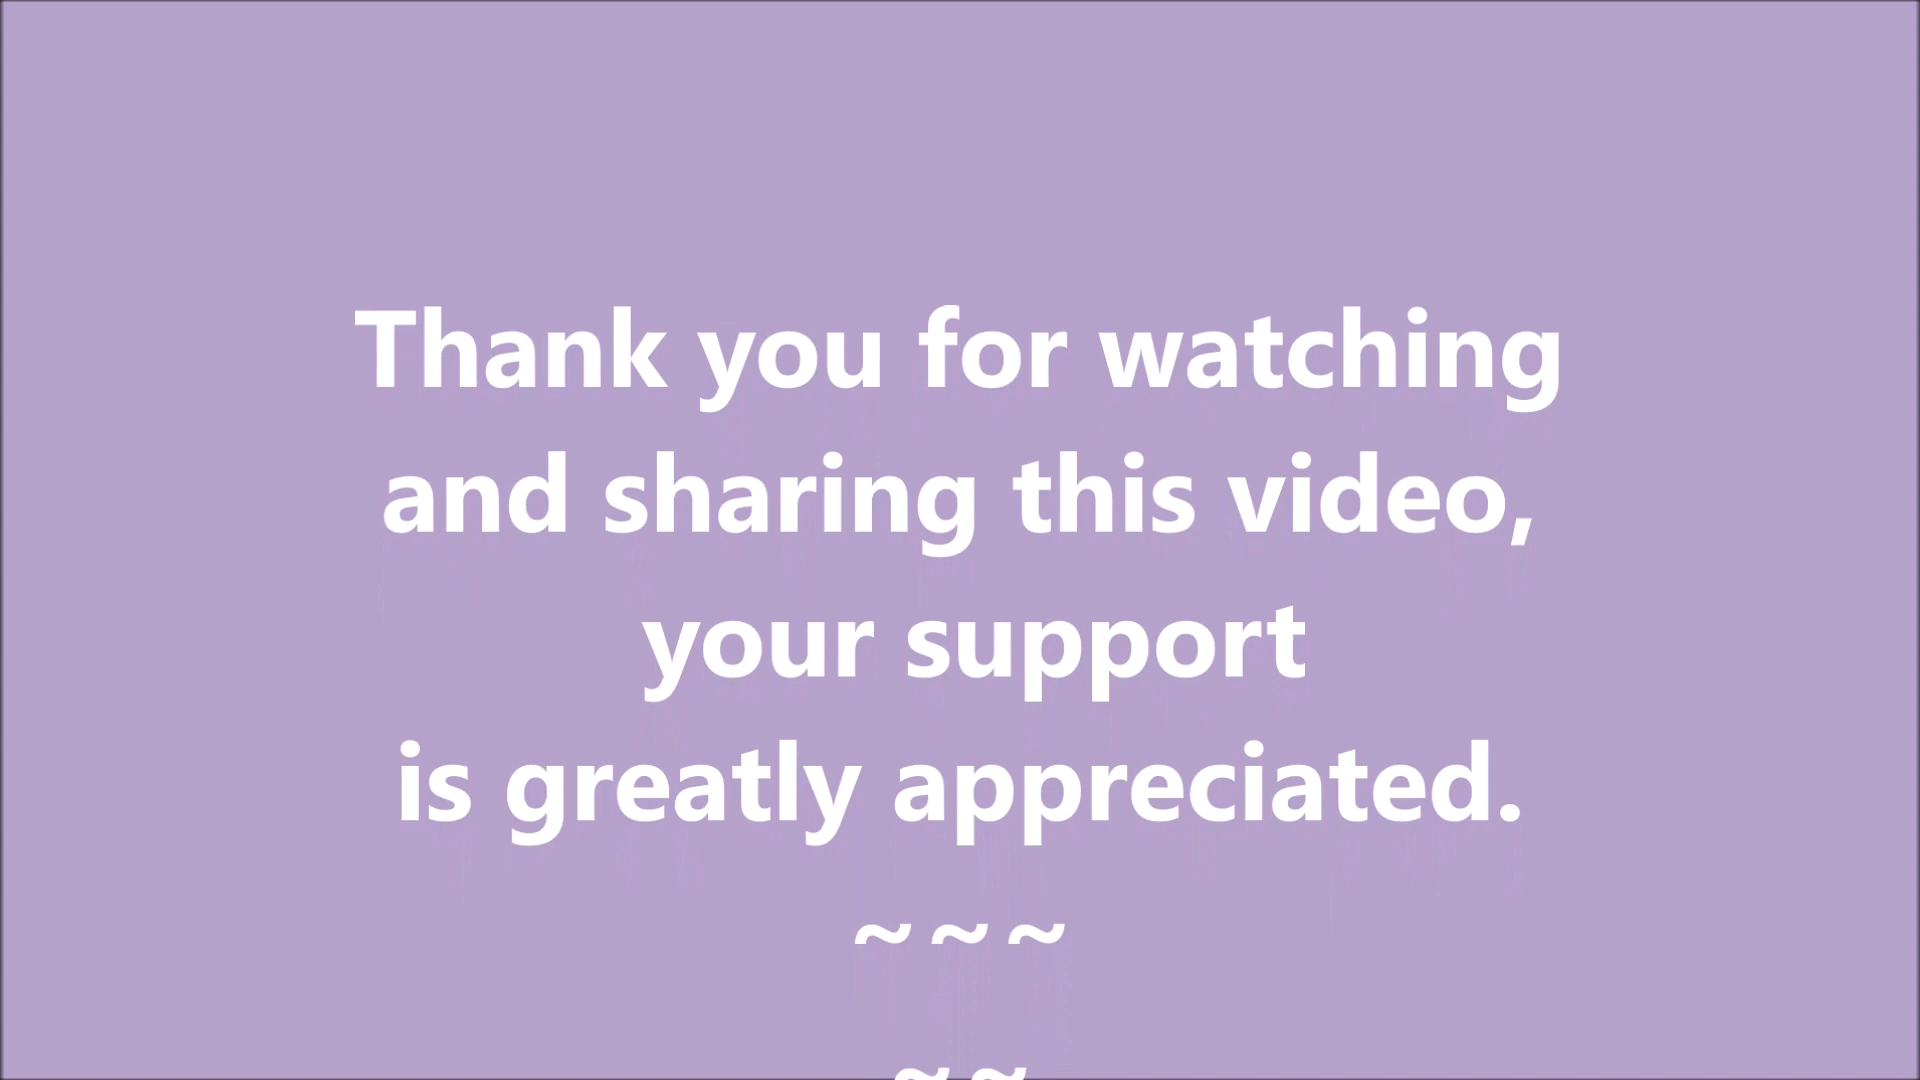 Thank you for watching
and sharing this video,
your support
is greatly appreciated.
~ ~ ~
~ ~